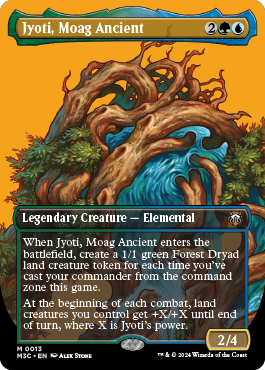 Jyoti, Moag Ancient 2
Legendary Creature — Elemental
When Jyoti, Moag Ancient enters the
battlefield, create a 1/1 green Forest Dryad
land creature token for each time you've
cast your commander from the command
zone this game.
At the beginning of each combat, land
creatures you control get +X/+X until end
of turn, where X is Jyoti's power.
2/4
M 0013
M3C • EN ALEX STONE
™ & © 2024 Wizards of the Coast